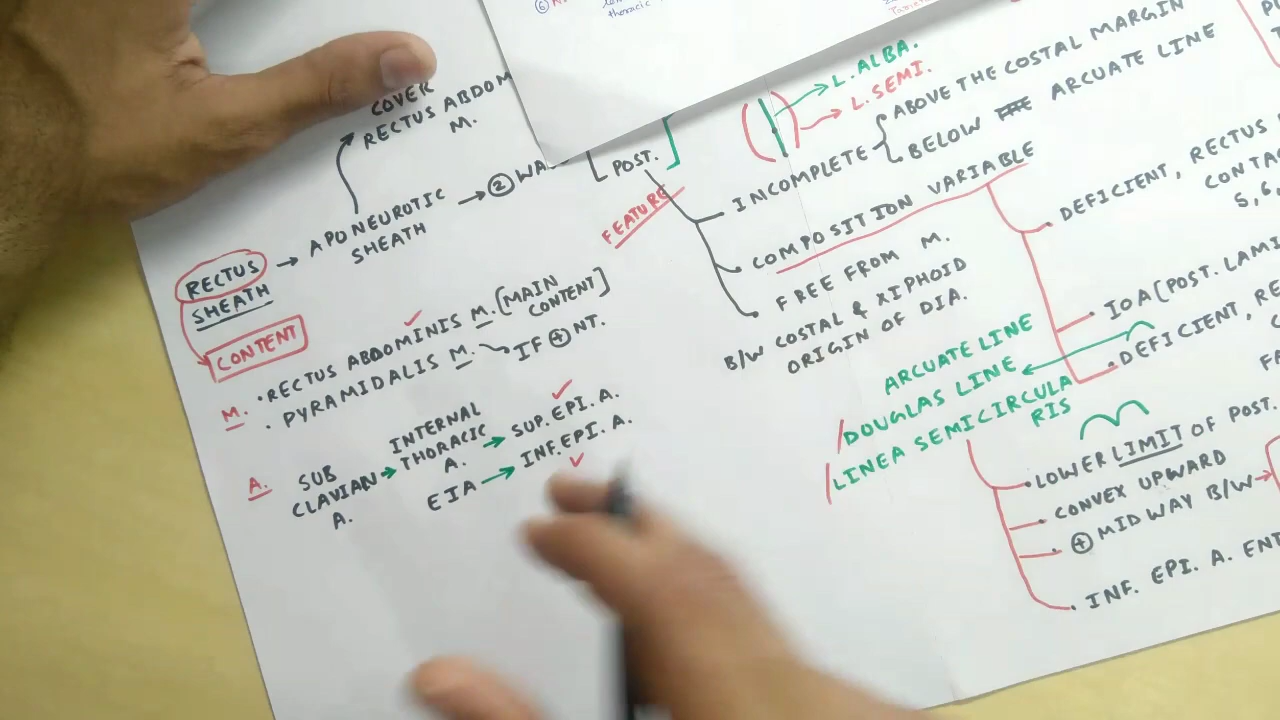 thoracic
COVER
RECTUS ABDOM
M.
APONEUROTIC
SHEATH
② WA
POST.
RECTUS
SHEATH
CONTENT
M. • RECTUS ABDOMINIS M. [MAIN
CONTENT]
• PYRAMIDALIS M. IF ⊕NT.
A. SUB
CLAVIAN
A.
INTERNAL
THORACIC
A.
SUP. EPI. A.
EIA
INF. EPI. A.
FEATURE
L. ALBA.
L. SEMI.
INCOMPLETE
ABOVE THE COSTAL MARGIN
BELOW ARCUATE LINE
COMPOSITION VARIABLE
FREE FROM M.
B/W COSTAL & XIPHOID
ORIGIN OF DIA.
DEFICIENT, RECTUS
CONTA
5, 6,
IOA [POST. LAMI
DEFICIENT, RE
FA
ARCUATE LINE
/DOUGLAS LINE
/LINEA SEMICIRCULA
RIS
LOWER LIMIT OF POST.
CONVEX UPWARD
⊕ MIDWAY B/W
INF. EPI. A. ENT